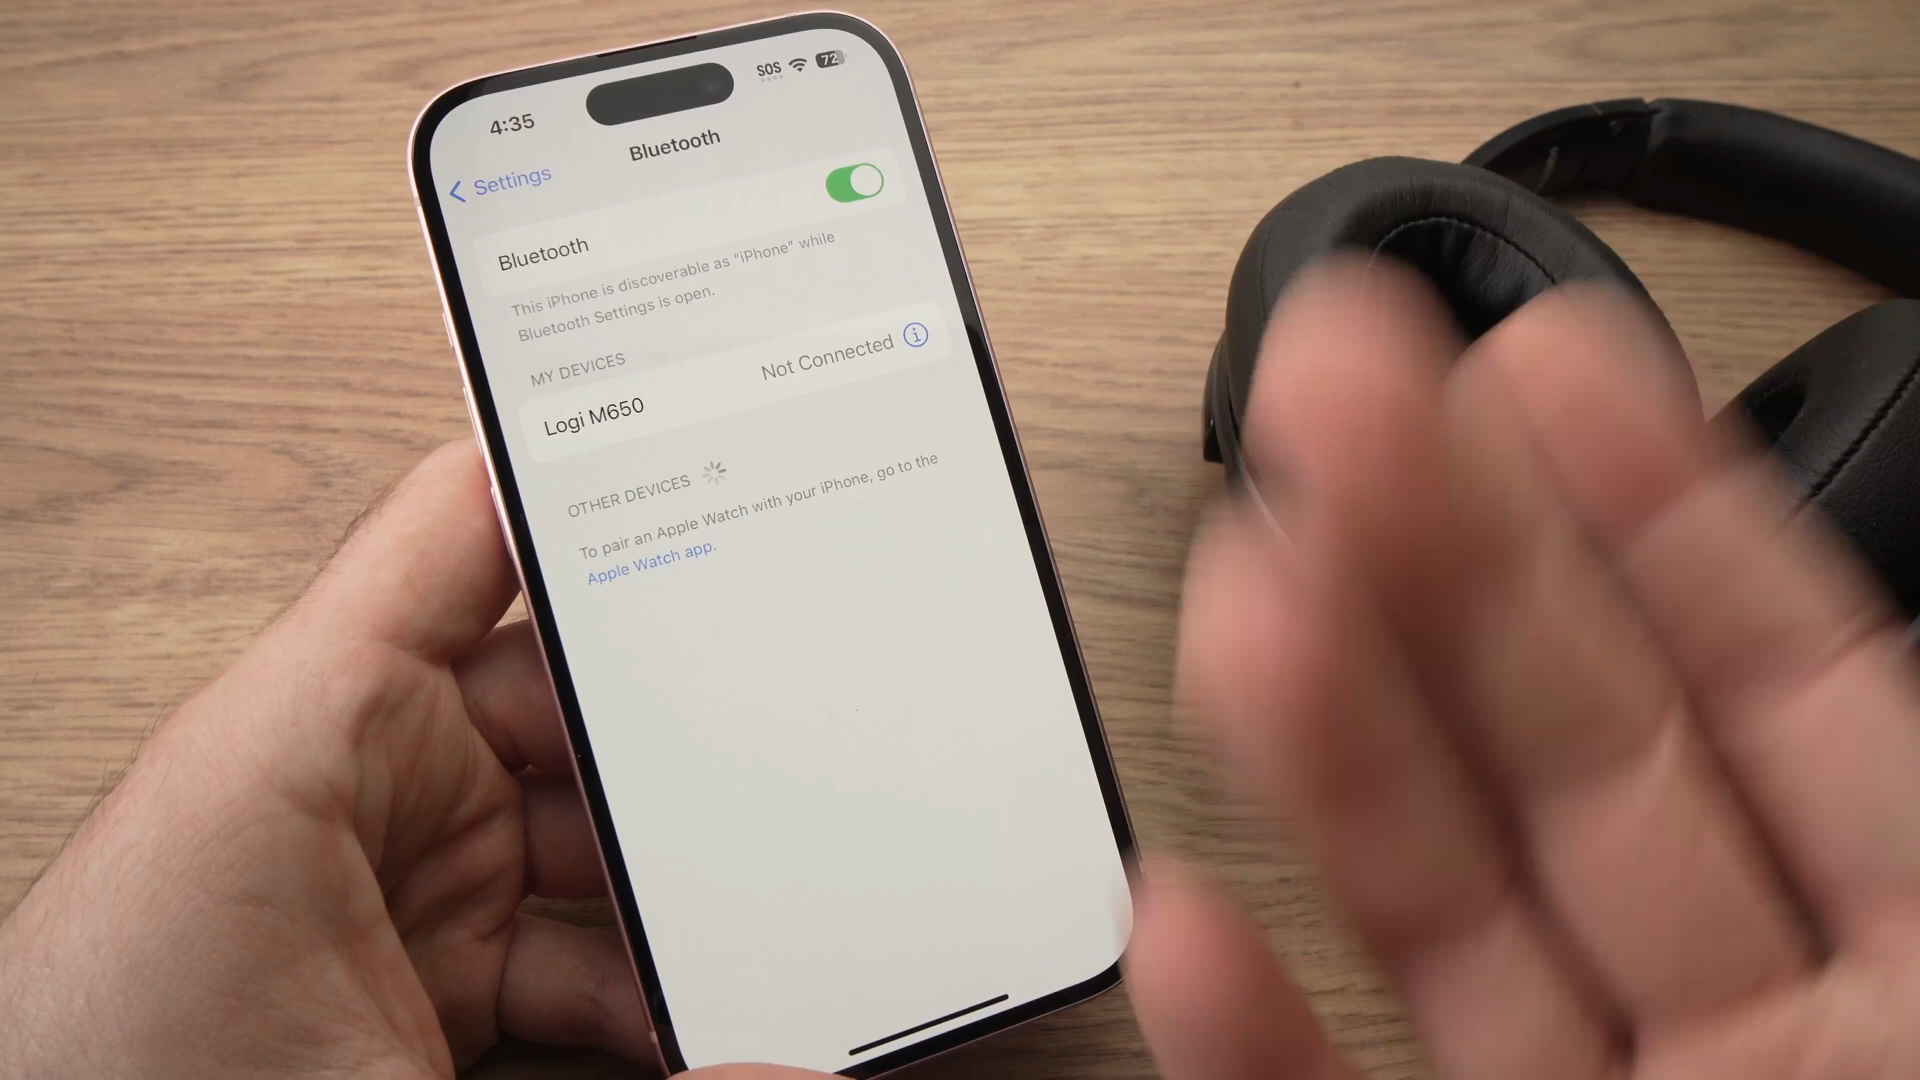 4:35
SOS
72
Settings
Bluetooth
Bluetooth
This iPhone is discoverable as "iPhone" while
Bluetooth Settings is open.
MY DEVICES
Logi M650
Not Connected
OTHER DEVICES
To pair an Apple Watch with your iPhone, go to the
Apple Watch app.